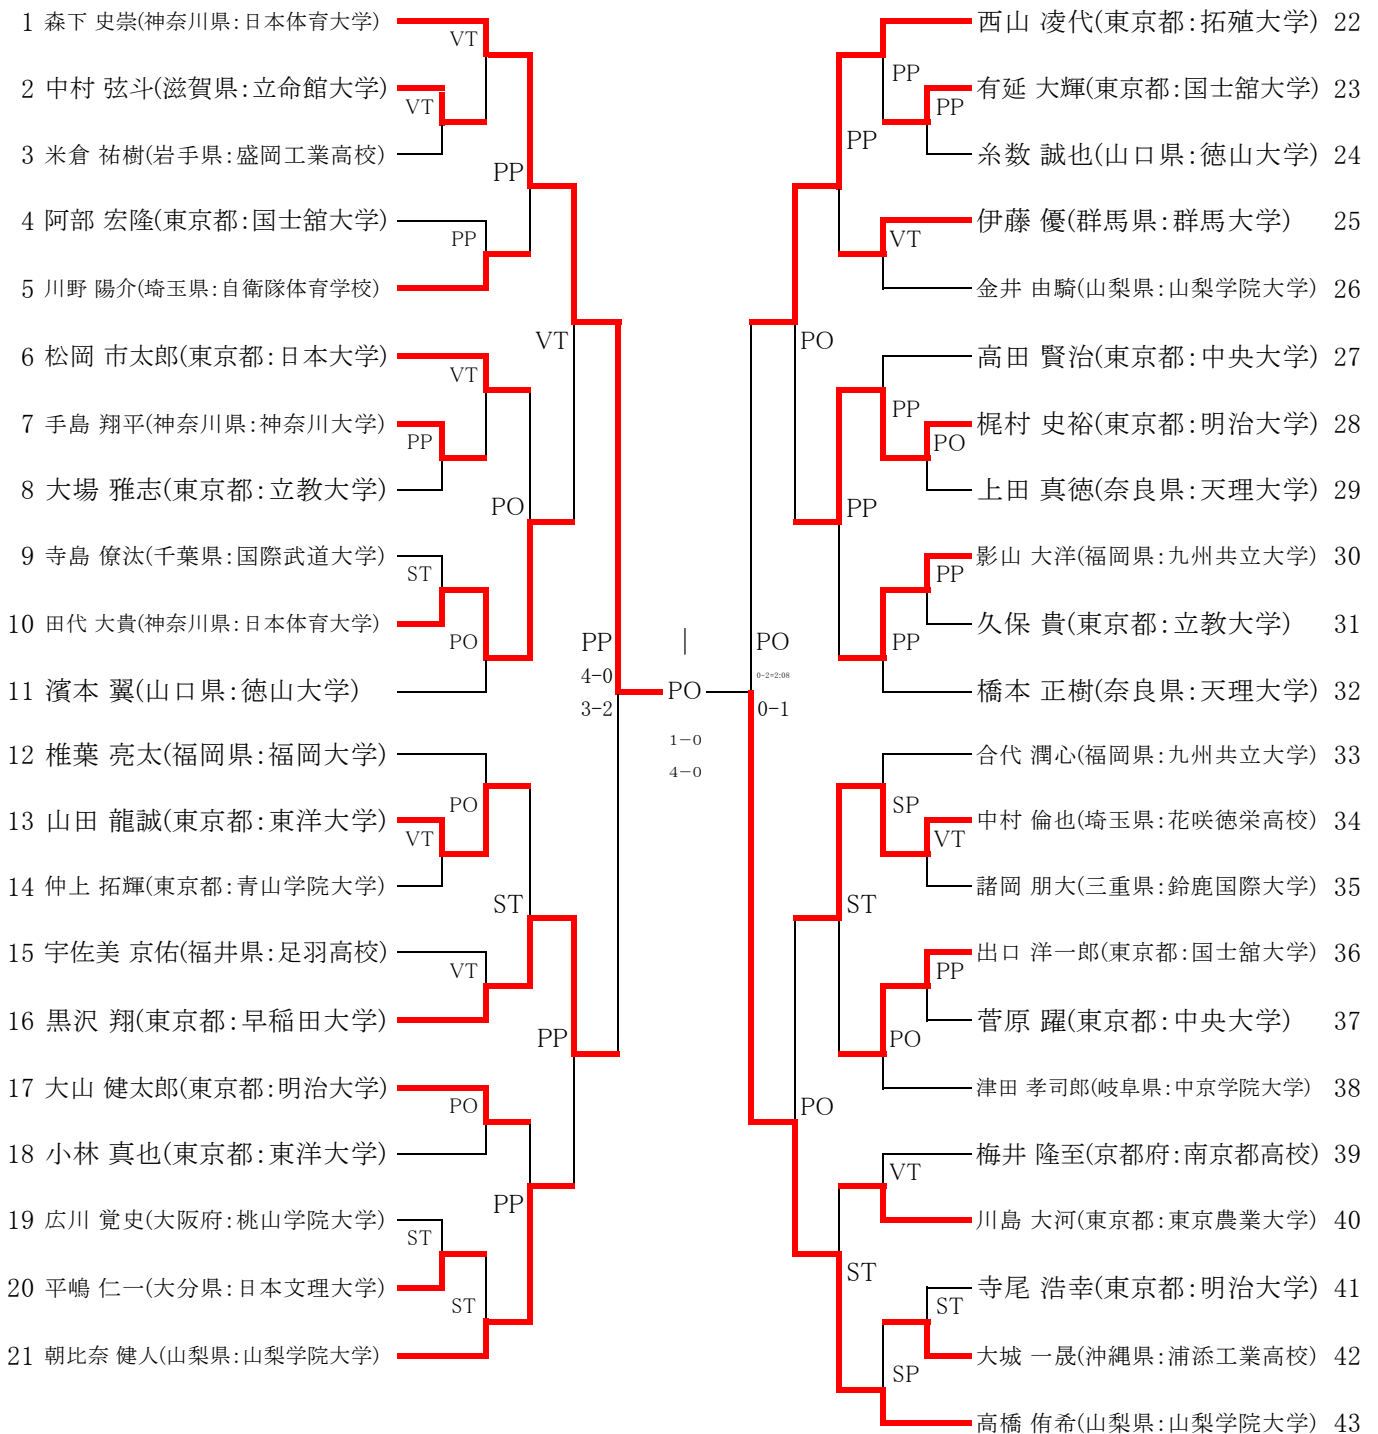 1 森下 史崇(神奈川県:日本体育大学)
VT
2 中村 弦斗(滋賀県:立命館大学)
VT
3 米倉 祐樹(岩手県:盛岡工業高校)
PP
4 阿部 宏隆(東京都:国士舘大学)
PP
5 川野 陽介(埼玉県:自衛隊体育学校)
VT
6 松岡 市太郎(東京都:日本大学)
VT
7 手島 翔平(神奈川県:神奈川大学)
PP
8 大場 雅志(東京都:立教大学)
PO
9 寺島 僚汰(千葉県:国際武道大学)
ST
10 田代 大貴(神奈川県:日本体育大学)
PO
11 濱本 翼(山口県:徳山大学)
PP
4-0
3-2
12 椎葉 亮太(福岡県:福岡大学)
PO
13 山田 龍誠(東京都:東洋大学)
VT
14 仲上 拓輝(東京都:青山学院大学)
ST
15 宇佐美 京佑(福井県:足羽高校)
VT
16 黒沢 翔(東京都:早稲田大学)
PP
17 大山 健太郎(東京都:明治大学)
PO
18 小林 真也(東京都:東洋大学)
PP
19 広川 覚史(大阪府:桃山学院大学)
ST
20 平嶋 仁一(大分県:日本文理大学)
ST
21 朝比奈 健人(山梨県:山梨学院大学)
|
PO
1-0
4-0
西山 凌代(東京都:拓殖大学) 22
PP
有延 大輝(東京都:国士舘大学) 23
PP
糸数 誠也(山口県:徳山大学) 24
PP
伊藤 優(群馬県:群馬大学) 25
VT
金井 由騎(山梨県:山梨学院大学) 26
PO
高田 賢治(東京都:中央大学) 27
PP
梶村 史裕(東京都:明治大学) 28
PO
上田 真徳(奈良県:天理大学) 29
PP
影山 大洋(福岡県:九州共立大学) 30
PP
久保 貴(東京都:立教大学) 31
PP
橋本 正樹(奈良県:天理大学) 32
PO
0-2=2:08
0-1
合代 潤心(福岡県:九州共立大学) 33
SP
中村 倫也(埼玉県:花咲徳栄高校) 34
VT
諸岡 朋大(三重県:鈴鹿国際大学) 35
ST
出口 洋一郎(東京都:国士舘大学) 36
PP
菅原 躍(東京都:中央大学) 37
PO
津田 孝司郎(岐阜県:中京学院大学) 38
PO
梅井 隆至(京都府:南京都高校) 39
VT
川島 大河(東京都:東京農業大学) 40
ST
寺尾 浩幸(東京都:明治大学) 41
ST
大城 一晟(沖縄県:浦添工業高校) 42
SP
高橋 侑希(山梨県:山梨学院大学) 43